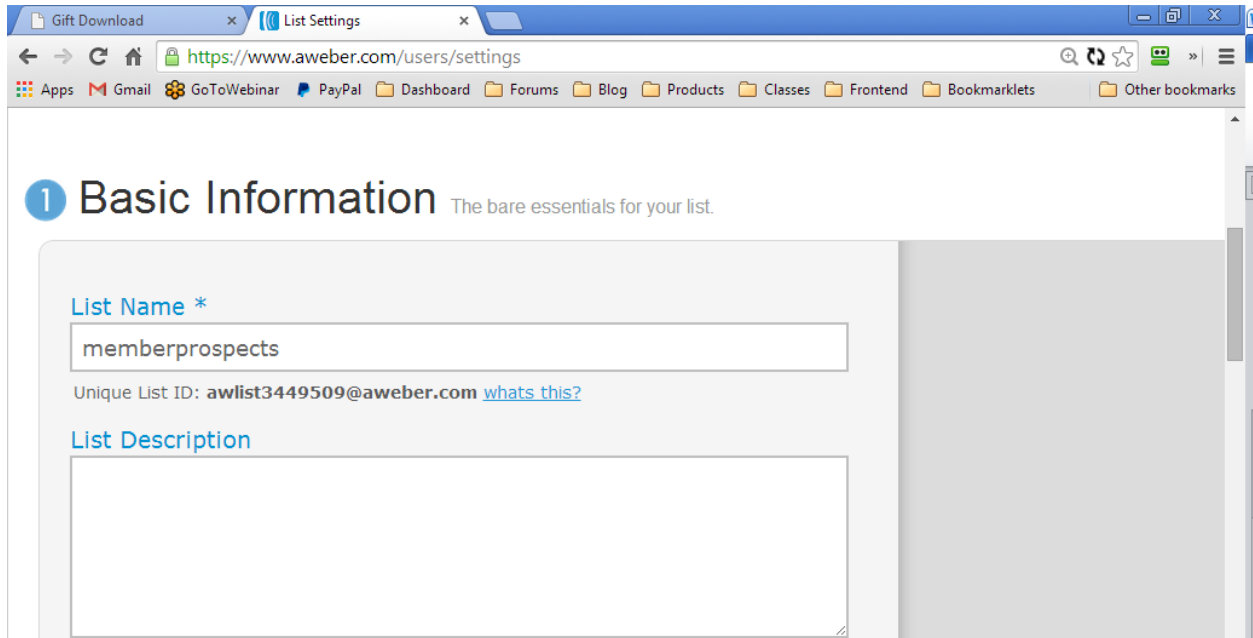 Gift Download
List Settings
https://www.aweber.com/users/settings
Apps Gmail GoToWebinar PayPal Dashboard Forums Blog Products Classes Frontend Bookmarklets Other bookmarks
1 Basic Information The bare essentials for your list.
List Name *
memberprospects
Unique List ID: awlist3449509@aweber.com whats this?
List Description